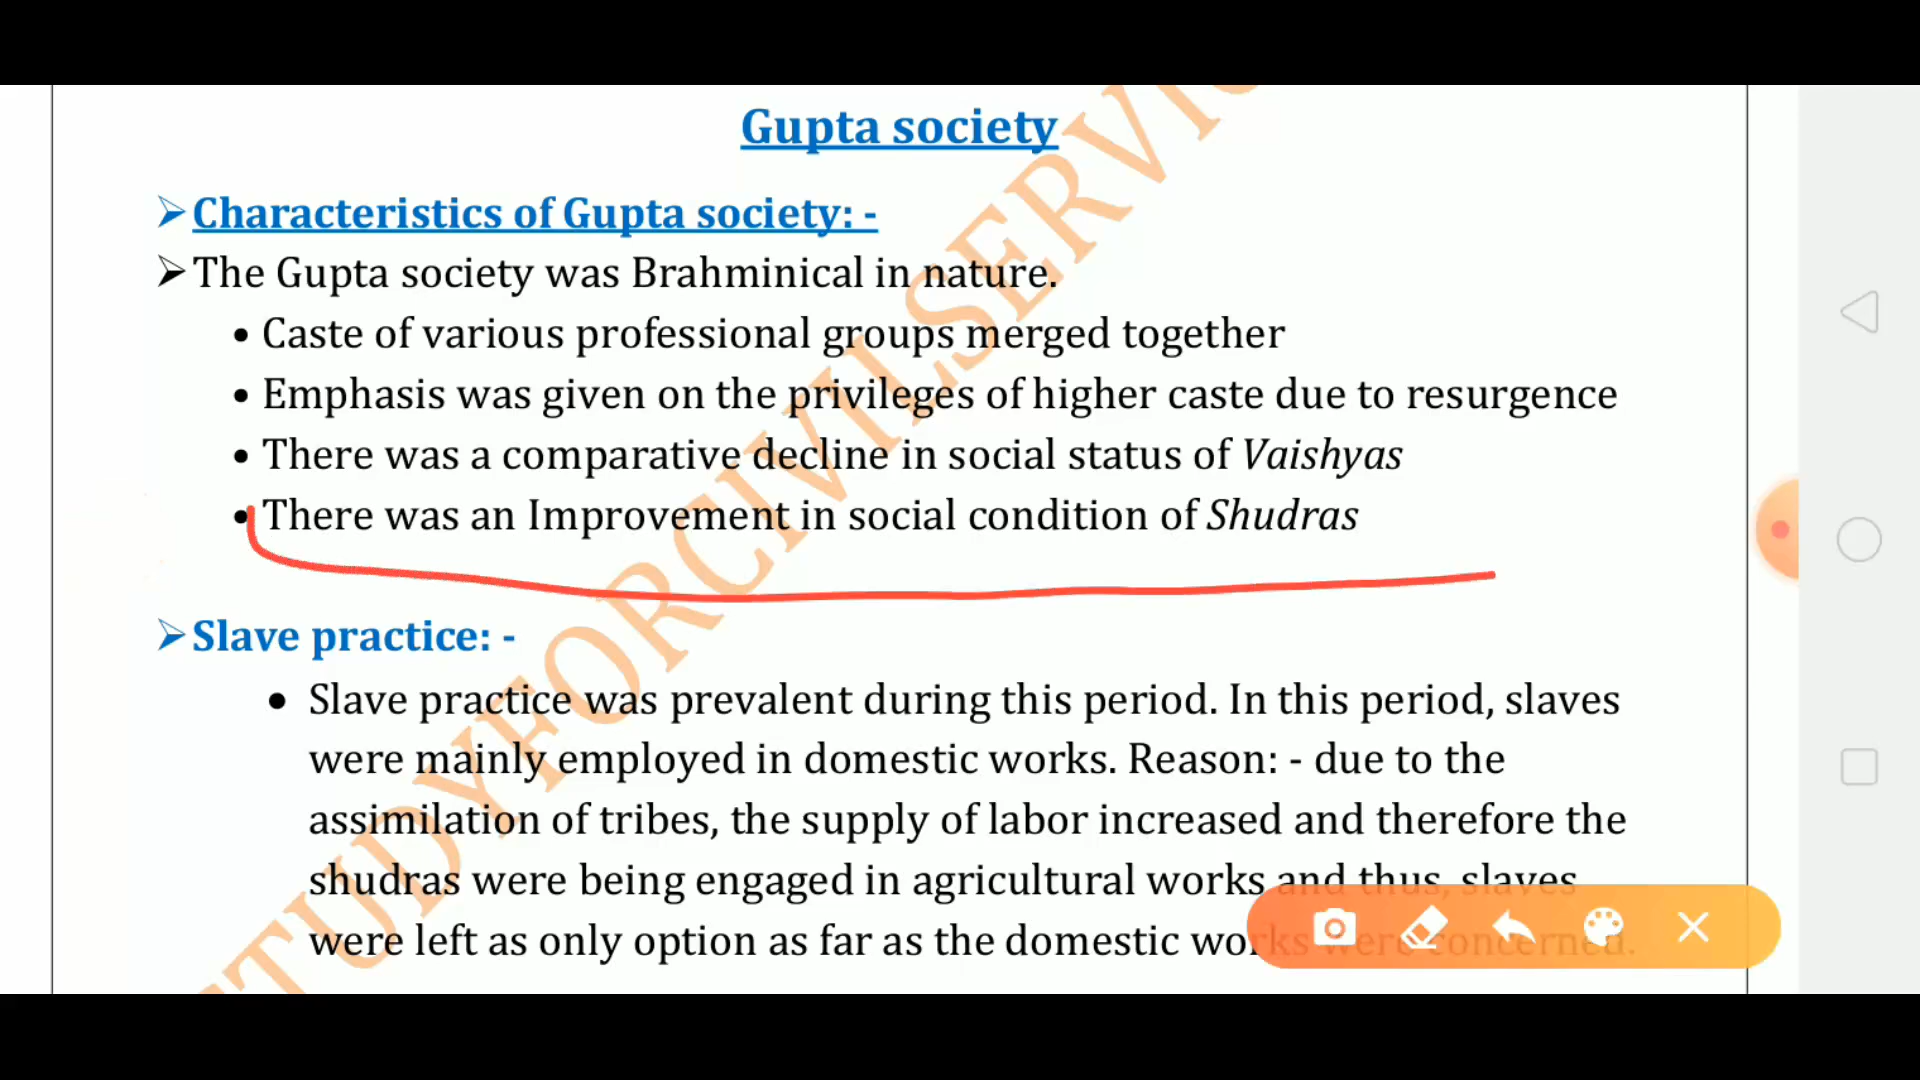 Gupta society
➢Characteristics of Gupta society: -
➢The Gupta society was Brahminical in nature.
• Caste of various professional groups merged together
• Emphasis was given on the privileges of higher caste due to resurgence
• There was a comparative decline in social status of Vaishyas
• There was an Improvement in social condition of Shudras
➢Slave practice: -
• Slave practice was prevalent during this period. In this period, slaves
were mainly employed in domestic works. Reason: - due to the
assimilation of tribes, the supply of labor increased and therefore the
shudras were being engaged in agricultural works and thus, slaves
were left as only option as far as the domestic works were concerned.
STUDYFORCIVILSERVIC